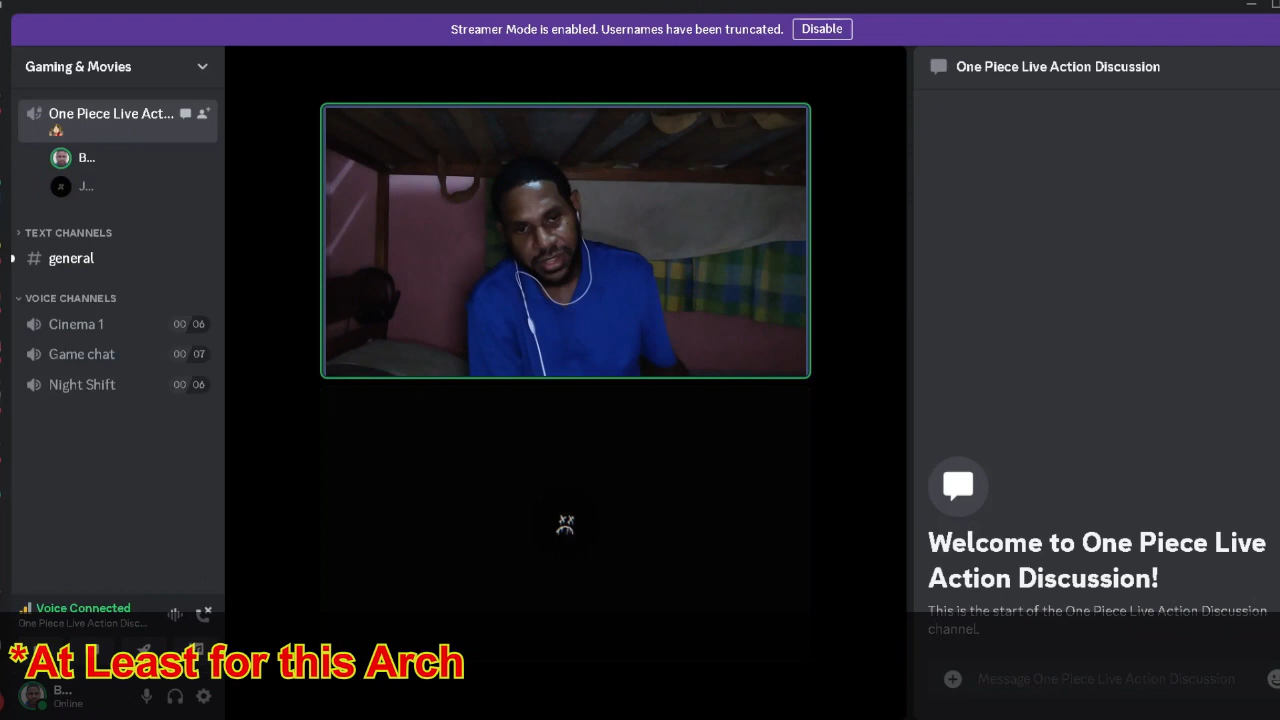 Streamer Mode is enabled. Usernames have been truncated.
Disable
Gaming & Movies
One Piece Live Act...
B...
J...
TEXT CHANNELS
general
VOICE CHANNELS
Cinema 1
00 06
Game chat
00 07
Night Shift
00 06
Voice Connected
One Piece Live Action Disc...
*At Least for this Arch
B...
Online
One Piece Live Action Discussion
Welcome to One Piece Live
Action Discussion!
This is the start of the One Piece Live Action Discussion
channel.
Message One Piece Live Action Discussion